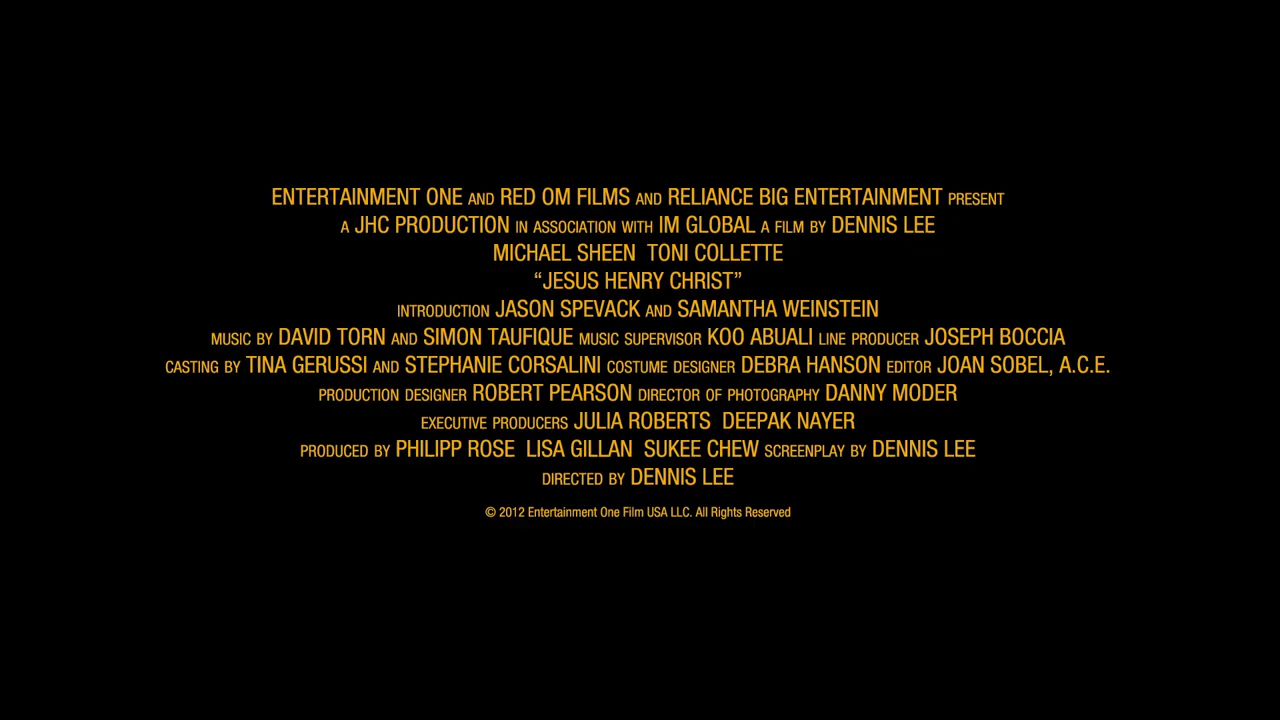 ENTERTAINMENT ONE AND RED OM FILMS AND RELIANCE BIG ENTERTAINMENT PRESENT
A JHC PRODUCTION IN ASSOCIATION WITH IM GLOBAL A FILM BY DENNIS LEE
MICHAEL SHEEN TONI COLLETTE
“JESUS HENRY CHRIST”
INTRODUCTION JASON SPEVACK AND SAMANTHA WEINSTEIN
MUSIC BY DAVID TORN AND SIMON TAUFIQUE MUSIC SUPERVISOR KOO ABUALI LINE PRODUCER JOSEPH BOCCIA
CASTING BY TINA GERUSSI AND STEPHANIE CORSALINI COSTUME DESIGNER DEBRA HANSON EDITOR JOAN SOBEL, A.C.E.
PRODUCTION DESIGNER ROBERT PEARSON DIRECTOR OF PHOTOGRAPHY DANNY MODER
EXECUTIVE PRODUCERS JULIA ROBERTS DEEPAK NAYER
PRODUCED BY PHILIPP ROSE LISA GILLAN SUKEE CHEW SCREENPLAY BY DENNIS LEE
DIRECTED BY DENNIS LEE
© 2012 Entertainment One Film USA LLC. All Rights Reserved